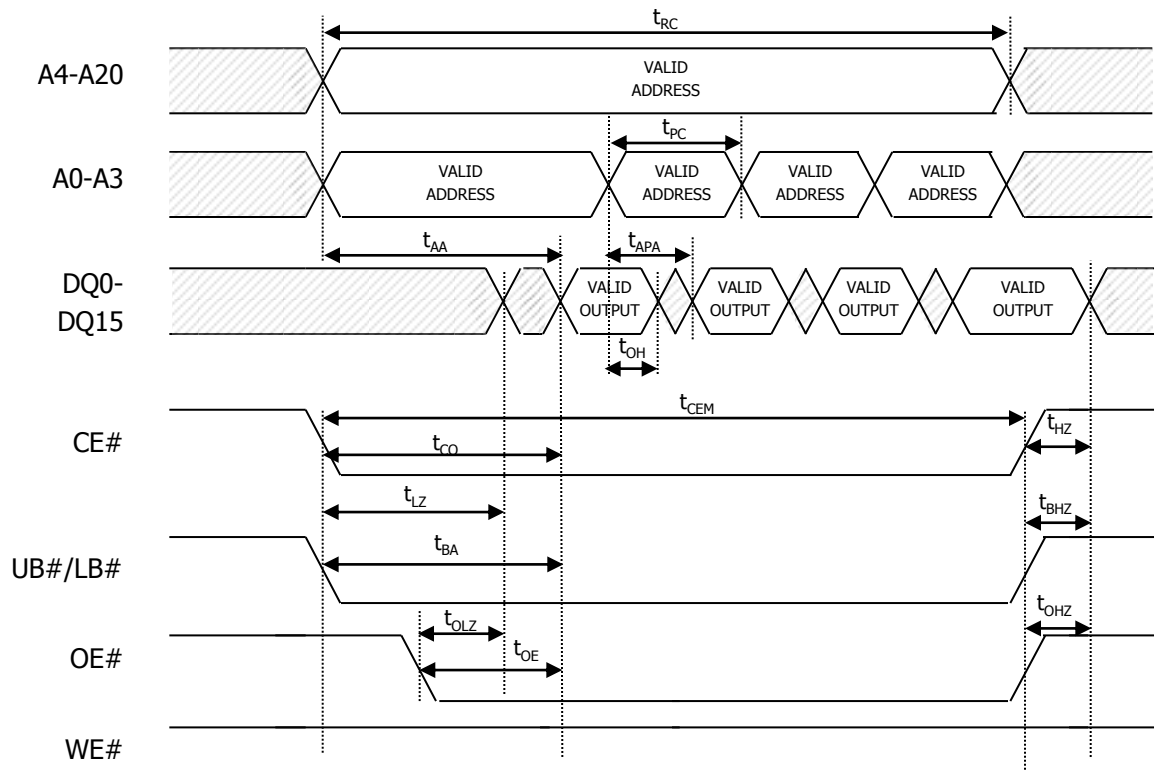 tRC
A4-A20
VALID
ADDRESS
tPC
A0-A3
VALID
ADDRESS
VALID
ADDRESS
VALID
ADDRESS
VALID
ADDRESS
tAA
tAPA
DQ0-
DQ15
VALID
OUTPUT
VALID
OUTPUT
VALID
OUTPUT
VALID
OUTPUT
tOH
tCEM
CE#
tHZ
tCO
tLZ
tBHZ
UB#/LB#
tBA
tOHZ
tOLZ
OE#
tOE
WE#